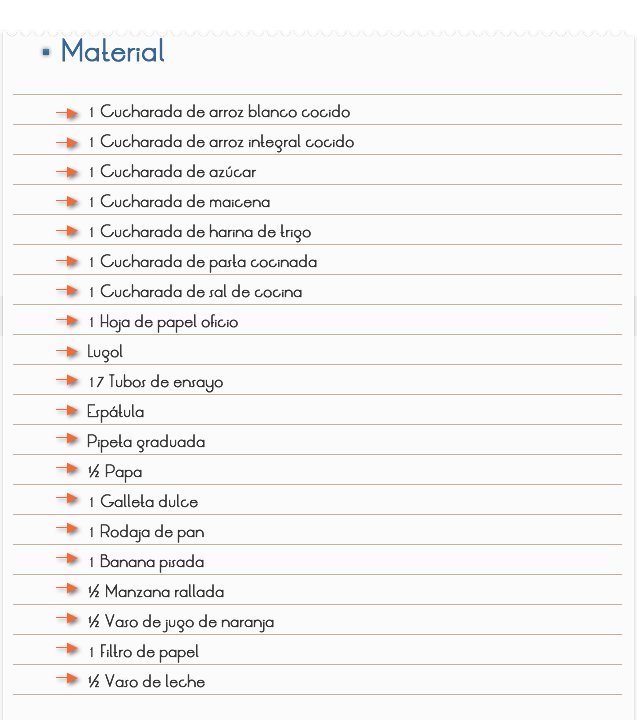 Material
1 Cucharada de arroz blanco cocido
1 Cucharada de arroz integral cocido
1 Cucharada de azúcar
1 Cucharada de maicena
1 Cucharada de harina de trigo
1 Cucharada de pasta cocinada
1 Cucharada de sal de cocina
1 Hoja de papel oficio
Lugol
17 Tubos de ensayo
Espátula
Pipeta graduada
½ Papa
1 Galleta dulce
1 Rodaja de pan
1 Banana pisada
½ Manzana rallada
½ Vaso de jugo de naranja
1 Filtro de papel
½ Vaso de leche